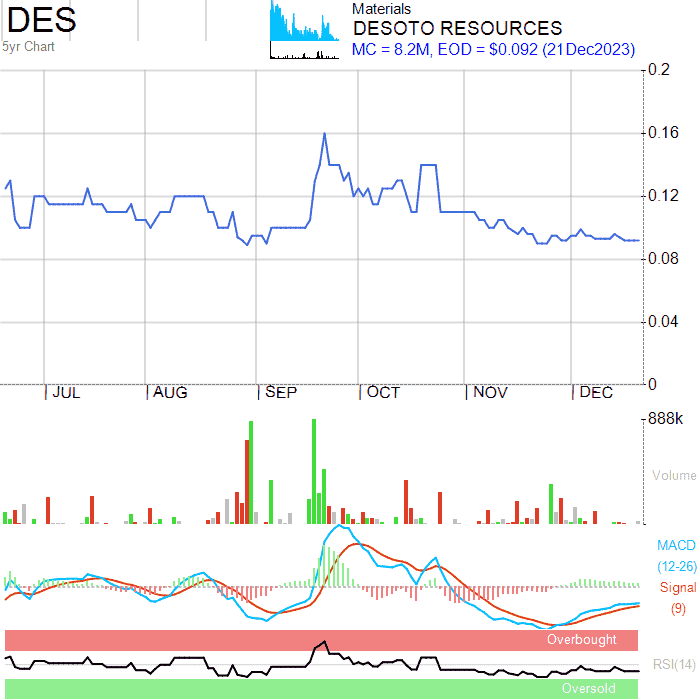 DES
5yr Chart
Materials
DESOTO RESOURCES
MC = 8.2M, EOD = $0.092 (21Dec2023)
0.2
0.16
0.12
0.08
0.04
0
JUL AUG SEP OCT NOV DEC
888k
Volume
MACD
(12-26)
Signal
(9)
Overbought
RSI(14)
Oversold